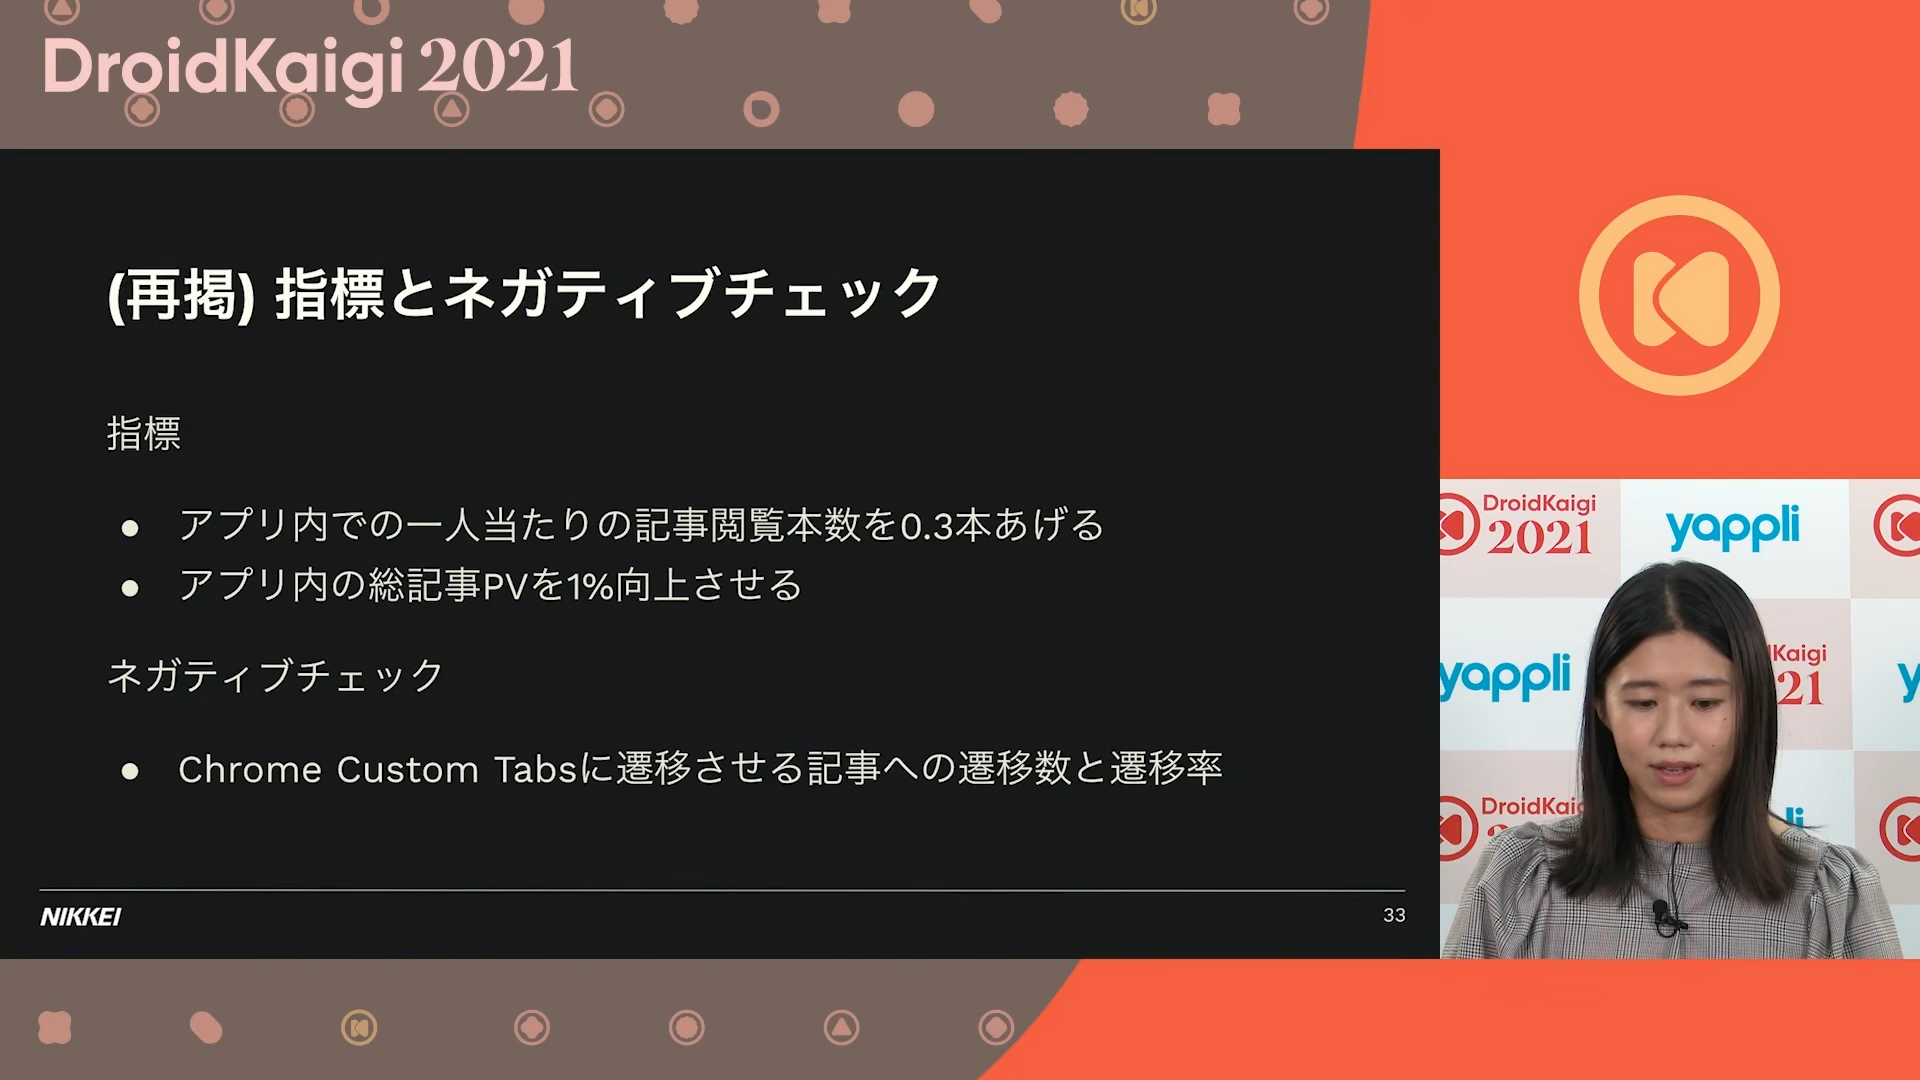 DroidKaigi 2021
(再掲) 指標とネガティブチェック
指標
● アプリ内での一人当たりの記事閲覧本数を0.3本あげる
● アプリ内の総記事PVを1%向上させる
ネガティブチェック
● Chrome Custom Tabsに遷移させる記事への遷移数と遷移率
NIKKEI
33
DroidKaigi
2021
yappli
yappli
Kaigi
21
DroidKaig
li